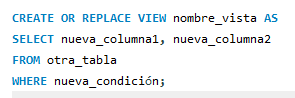 CREATE OR REPLACE VIEW nombre_vista AS
SELECT nueva_columna1, nueva_columna2
FROM otra_tabla
WHERE nueva_condición;